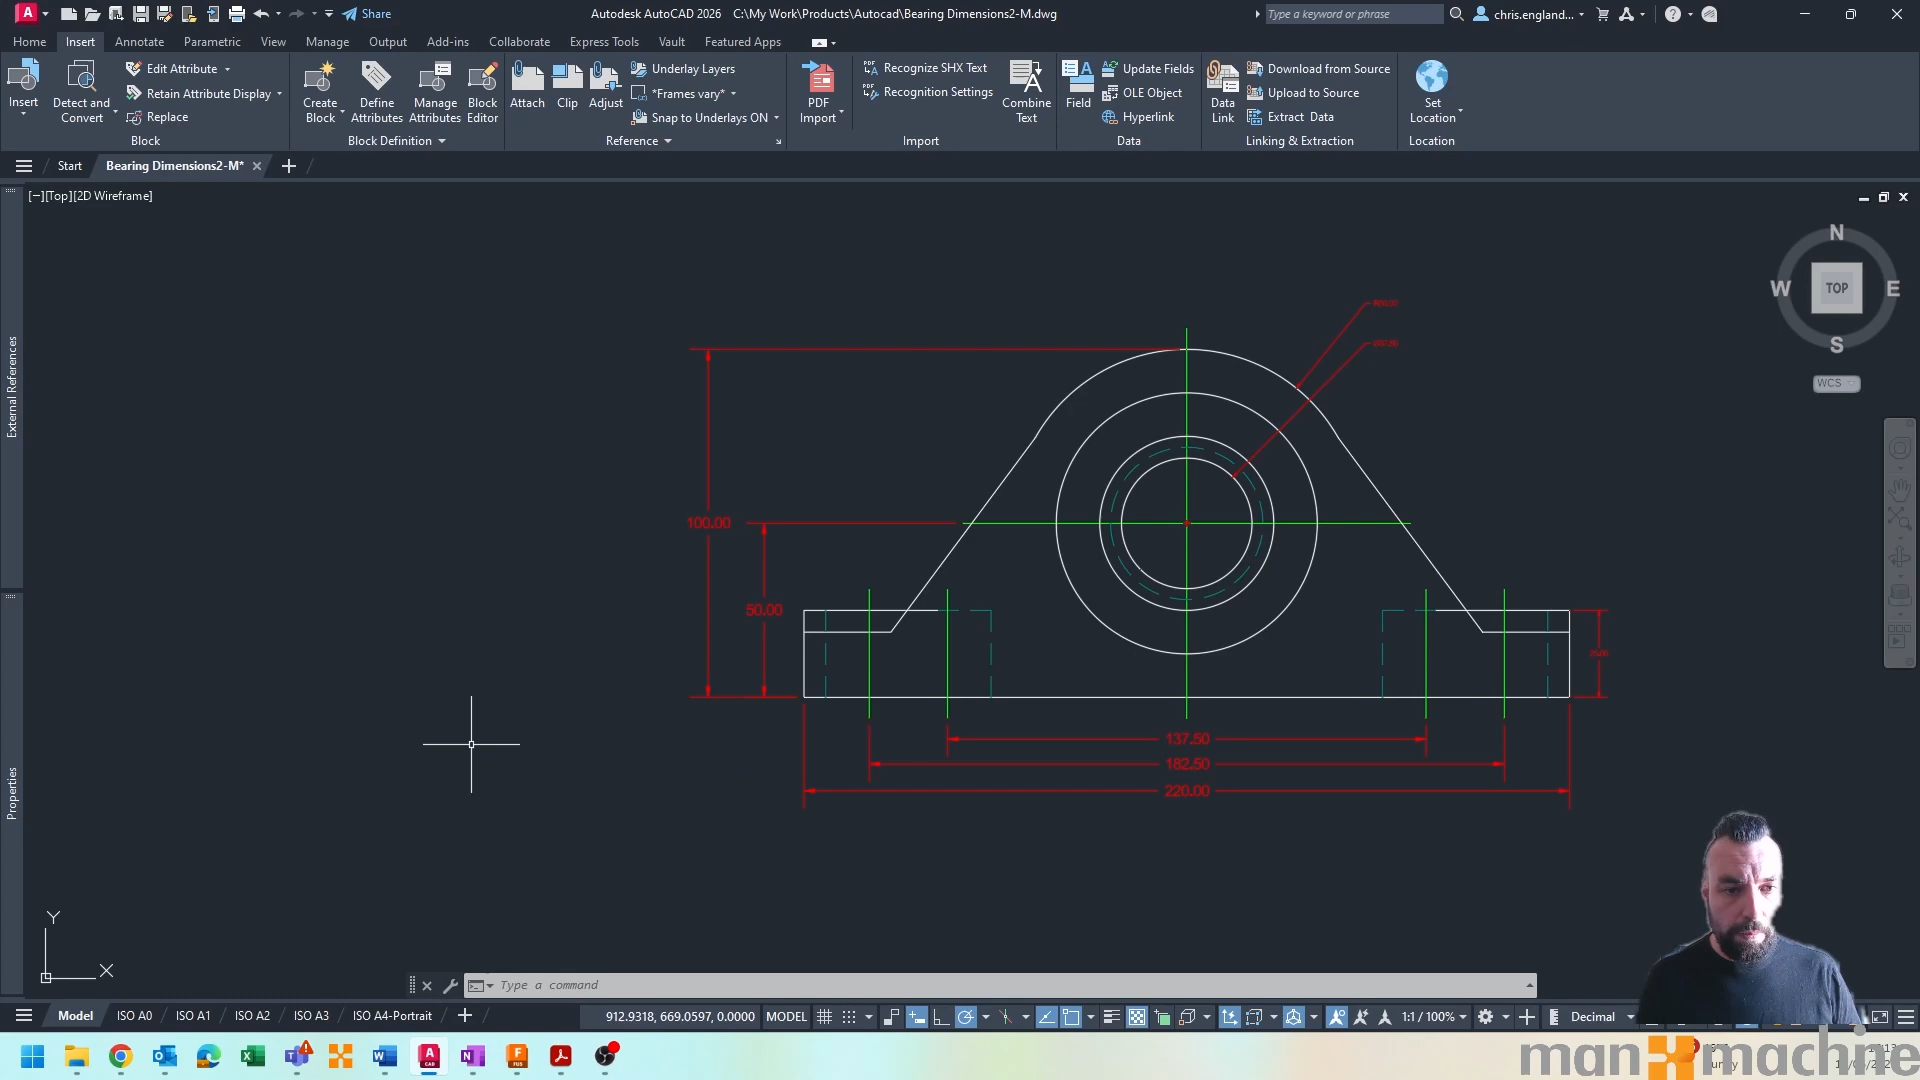 Share
Autodesk AutoCAD 2026 C:\My Work\Products\Autocad\Bearing Dimensions2-M.dwg
Type a keyword or phrase
chris.england...
Home Insert Annotate Parametric View Manage Output Add-ins Collaborate Express Tools Vault Featured Apps
Insert
Detect and Convert
Edit Attribute
Retain Attribute Display
Replace
Block
Create Block
Define Attributes
Manage Attributes
Block Editor
Block Definition
Attach
Clip
Adjust
Underlay Layers
*Frames vary*
Snap to Underlays ON
Reference
PDF Import
Recognize SHX Text
Recognition Settings
Combine Text
Import
Field
Update Fields
OLE Object
Hyperlink
Data
Data Link
Download from Source
Upload to Source
Extract Data
Linking & Extraction
Set Location
Location
Start
Bearing Dimensions2-M*
[−][Top][2D Wireframe]
N
W
TOP
E
S
WCS
External References
Properties
100.00
50.00
137.50
182.50
220.00
Y
X
Type a command
Model ISO A0 ISO A1 ISO A2 ISO A3 ISO A4-Portrait
912.9318, 669.0597, 0.0000 MODEL
1:1 / 100%
Decimal
man machine